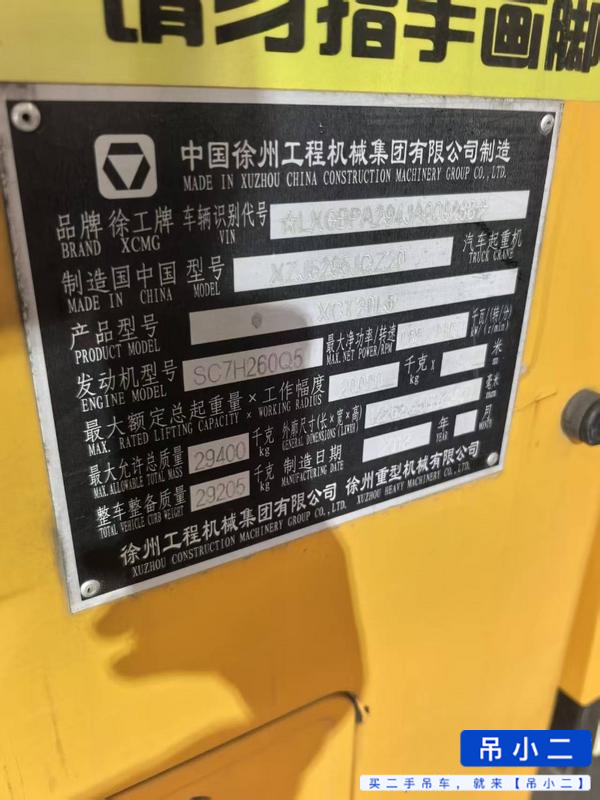 请勿指手画脚
中国徐州工程机械集团有限公司制造
MADE IN XUZHOU CHINA CONSTRUCTION MACHINERY GROUP CO., LTD.
品牌 徐工牌 车辆识别代号
BRAND XCMG VIN
制造国中国 型号 汽车起重机
MADE IN CHINA MODEL TRUCK CRANE
产品型号
PRODUCT MODEL
发动机型号 SC7H260Q5 最大净功率/转速 千瓦/(转/分)
ENGINE MODEL MAX. NET POWER/RPM kW/(r/min)
最大额定总起重量×工作幅度 千克x 米
MAX. RATED LIFTING CAPACITY × WORKING RADIUS kg m
最大允许总质量 29400 千克 外廓尺寸(长×宽×高) 毫米
MAX. ALLOWABLE TOTAL MASS kg GENERAL DIMENSIONS (LXWXH) mm
整车整备质量 29205 千克 制造日期 年 月
TOTAL VEHICLE CURB WEIGHT kg MANUFACTURING DATE YEAR MONTH
徐州工程机械集团有限公司 徐州重型机械有限公司
XUZHOU CONSTRUCTION MACHINERY GROUP CO., LTD. XUZHOU HEAVY MACHINERY CO., LTD.
吊小二
买二手吊车，就来【吊小二】